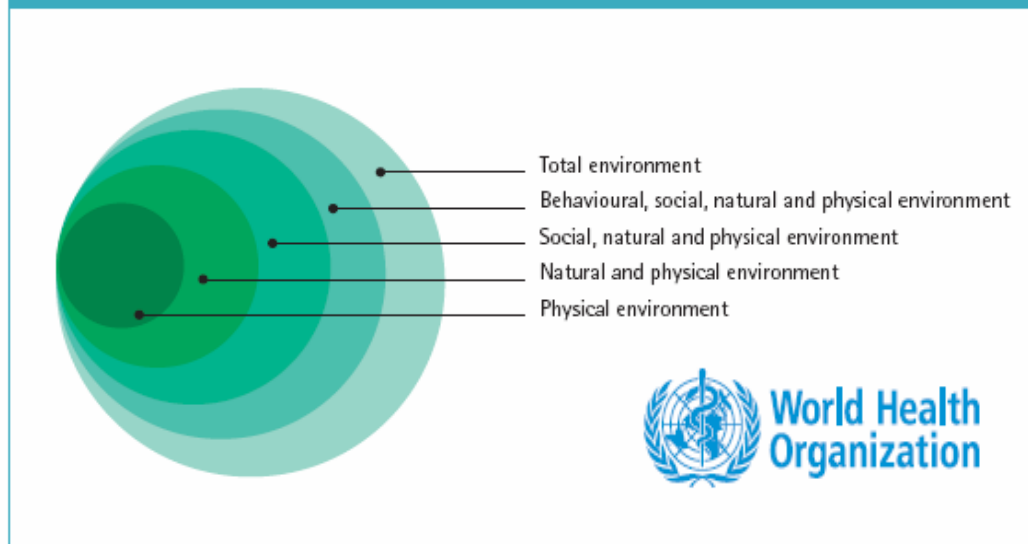 Total environment
Behavioural, social, natural and physical environment
Social, natural and physical environment
Natural and physical environment
Physical environment
World Health
Organization